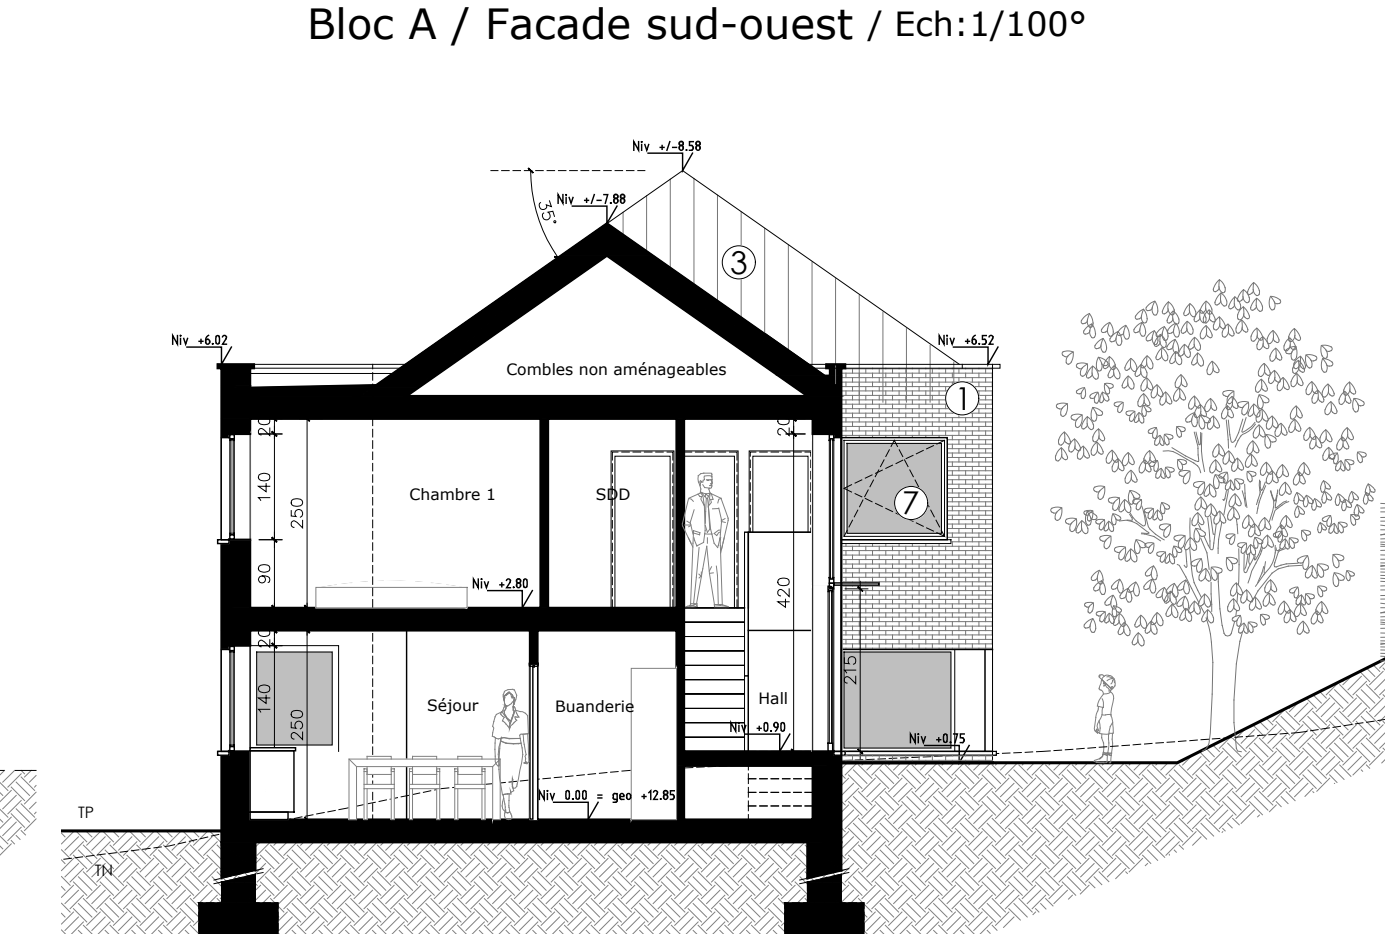 Bloc A / Facade sud-ouest / Ech:1/100°
Niv +/-8.58
35°
Niv +/-7.88
3
Niv +6.02
Niv +6.52
Combles non aménageables
1
20
20
140
250
Chambre 1
SDD
7
90
Niv +2.80
420
20
140
250
Séjour
Buanderie
Hall
215
Niv +0.90
Niv +0.75
Niv 0.00 = geo +12.85
TP
TN